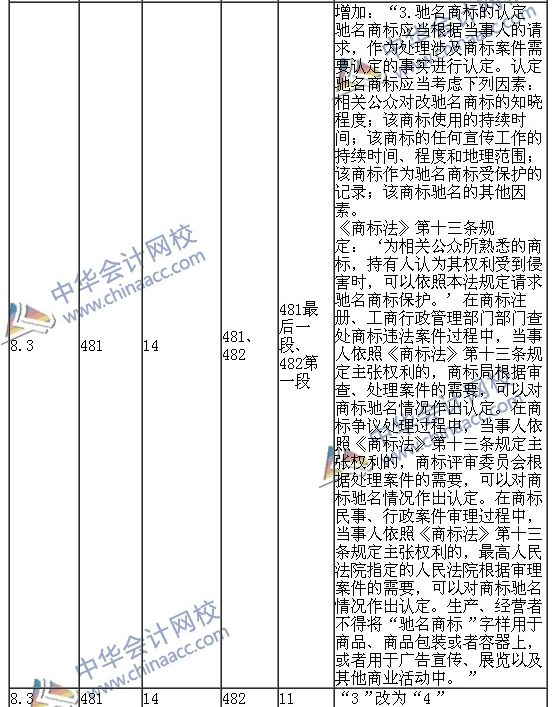 增加：“3.驰名商标的认定
驰名商标应当根据当事人的请
求，作为处理涉及商标案件需
要认定的事实进行认定。认定
驰名商标应当考虑下列因素：
相关公众对改驰名商标的知晓
程度；该商标使用的持续时
间；该商标的任何宣传工作的
持续时间、程度和地理范围；
该商标作为驰名商标受保护的
记录；该商标驰名的其他因
素。
《商标法》第十三条规
定：‘为相关公众所熟悉的商
标，持有人认为其权利受到侵
害时，可以依照本法规定请求
驰名商标保护。’在商标注
册、工商行政管理部门部门查
处商标违法案件过程中，当事
人依照《商标法》第十三条规
定主张权利的，商标局根据审
查、处理案件的需要，可以对
商标驰名情况作出认定。在商
标争议处理过程中，当事人依
照《商标法》第十三条规定主
张权利的，商标评审委员会根
据处理案件的需要，可以对商
标驰名情况作出认定。在商标
民事、行政案件审理过程中，
当事人依照《商标法》第十三
条规定主张权利的，最高人民
法院指定的人民法院根据审理
案件的需要，可以对商标驰名
情况作出认定。生产、经营者
不得将“驰名商标”字样用于
商品、商品包装或者容器上，
或者用于广告宣传、展览以及
其他商业活动中。”
8.3 481 14
481、
482
481最
后一
段、
482第
一段
8.3 481 14 482 11 “3”改为“4”
中华会计网校
www.chinaacc.com
中华会计网校
www.chinaacc.com
中华会计网校
www.chinaacc.com
中华会计网校
www.chinaacc.com